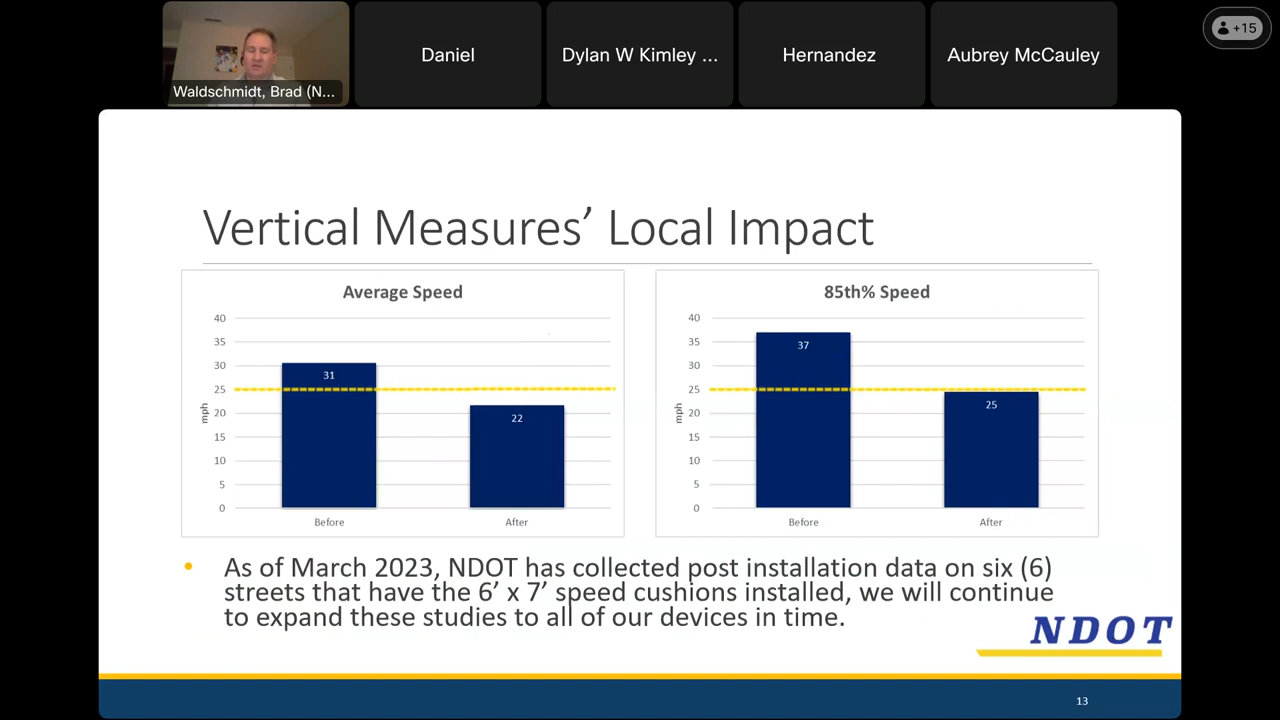 +15
Daniel
Dylan W Kimley ...
Hernandez
Aubrey McCauley
Waldschmidt, Brad (N...
Vertical Measures’ Local Impact
Average Speed
40
35
30
25
20
15
10
5
0
mph
31
22
Before
After
85th% Speed
40
35
30
25
20
15
10
5
0
mph
37
25
Before
After
• As of March 2023, NDOT has collected post installation data on six (6)
streets that have the 6’ x 7’ speed cushions installed, we will continue
to expand these studies to all of our devices in time.
NDOT
13